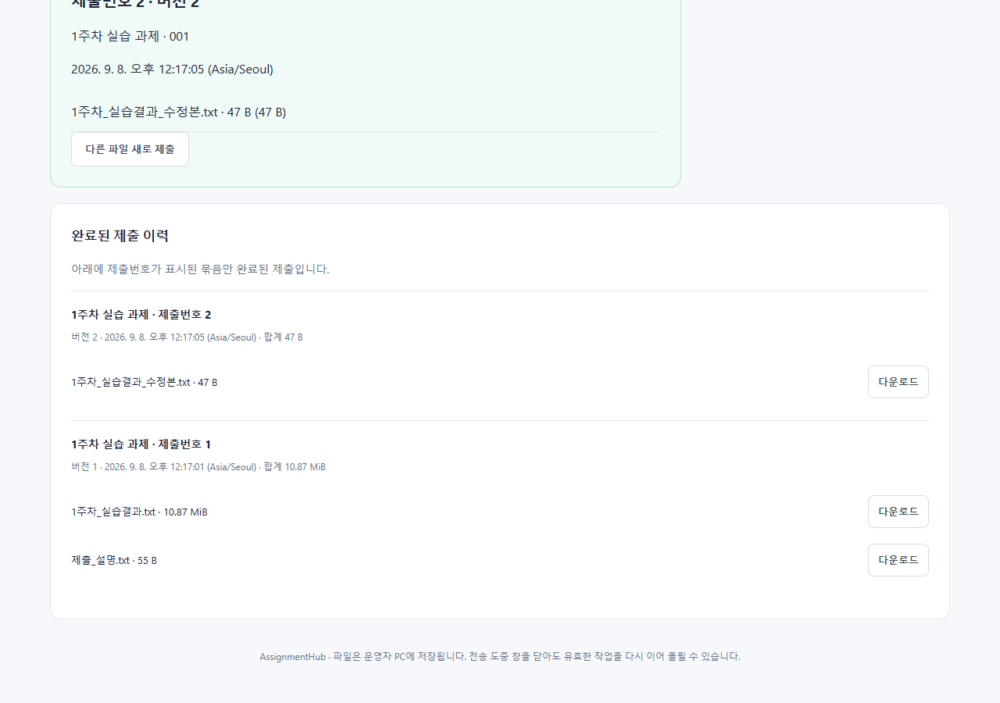 제출번호 2 · 버전 2
1주차 실습 과제 · 001
2026. 9. 8. 오후 12:17:05 (Asia/Seoul)
1주차_실습결과_수정본.txt · 47 B (47 B)
다른 파일 새로 제출
완료된 제출 이력
아래에 제출번호가 표시된 묶음만 완료된 제출입니다.
1주차 실습 과제 · 제출번호 2
버전 2 · 2026. 9. 8. 오후 12:17:05 (Asia/Seoul) · 합계 47 B
1주차_실습결과_수정본.txt · 47 B
다운로드
1주차 실습 과제 · 제출번호 1
버전 1 · 2026. 9. 8. 오후 12:17:01 (Asia/Seoul) · 합계 10.87 MiB
1주차_실습결과.txt · 10.87 MiB
다운로드
제출_설명.txt · 55 B
다운로드
AssignmentHub · 파일은 운영자 PC에 저장됩니다. 전송 도중 창을 닫아도 유효한 작업을 다시 이어 올릴 수 있습니다.